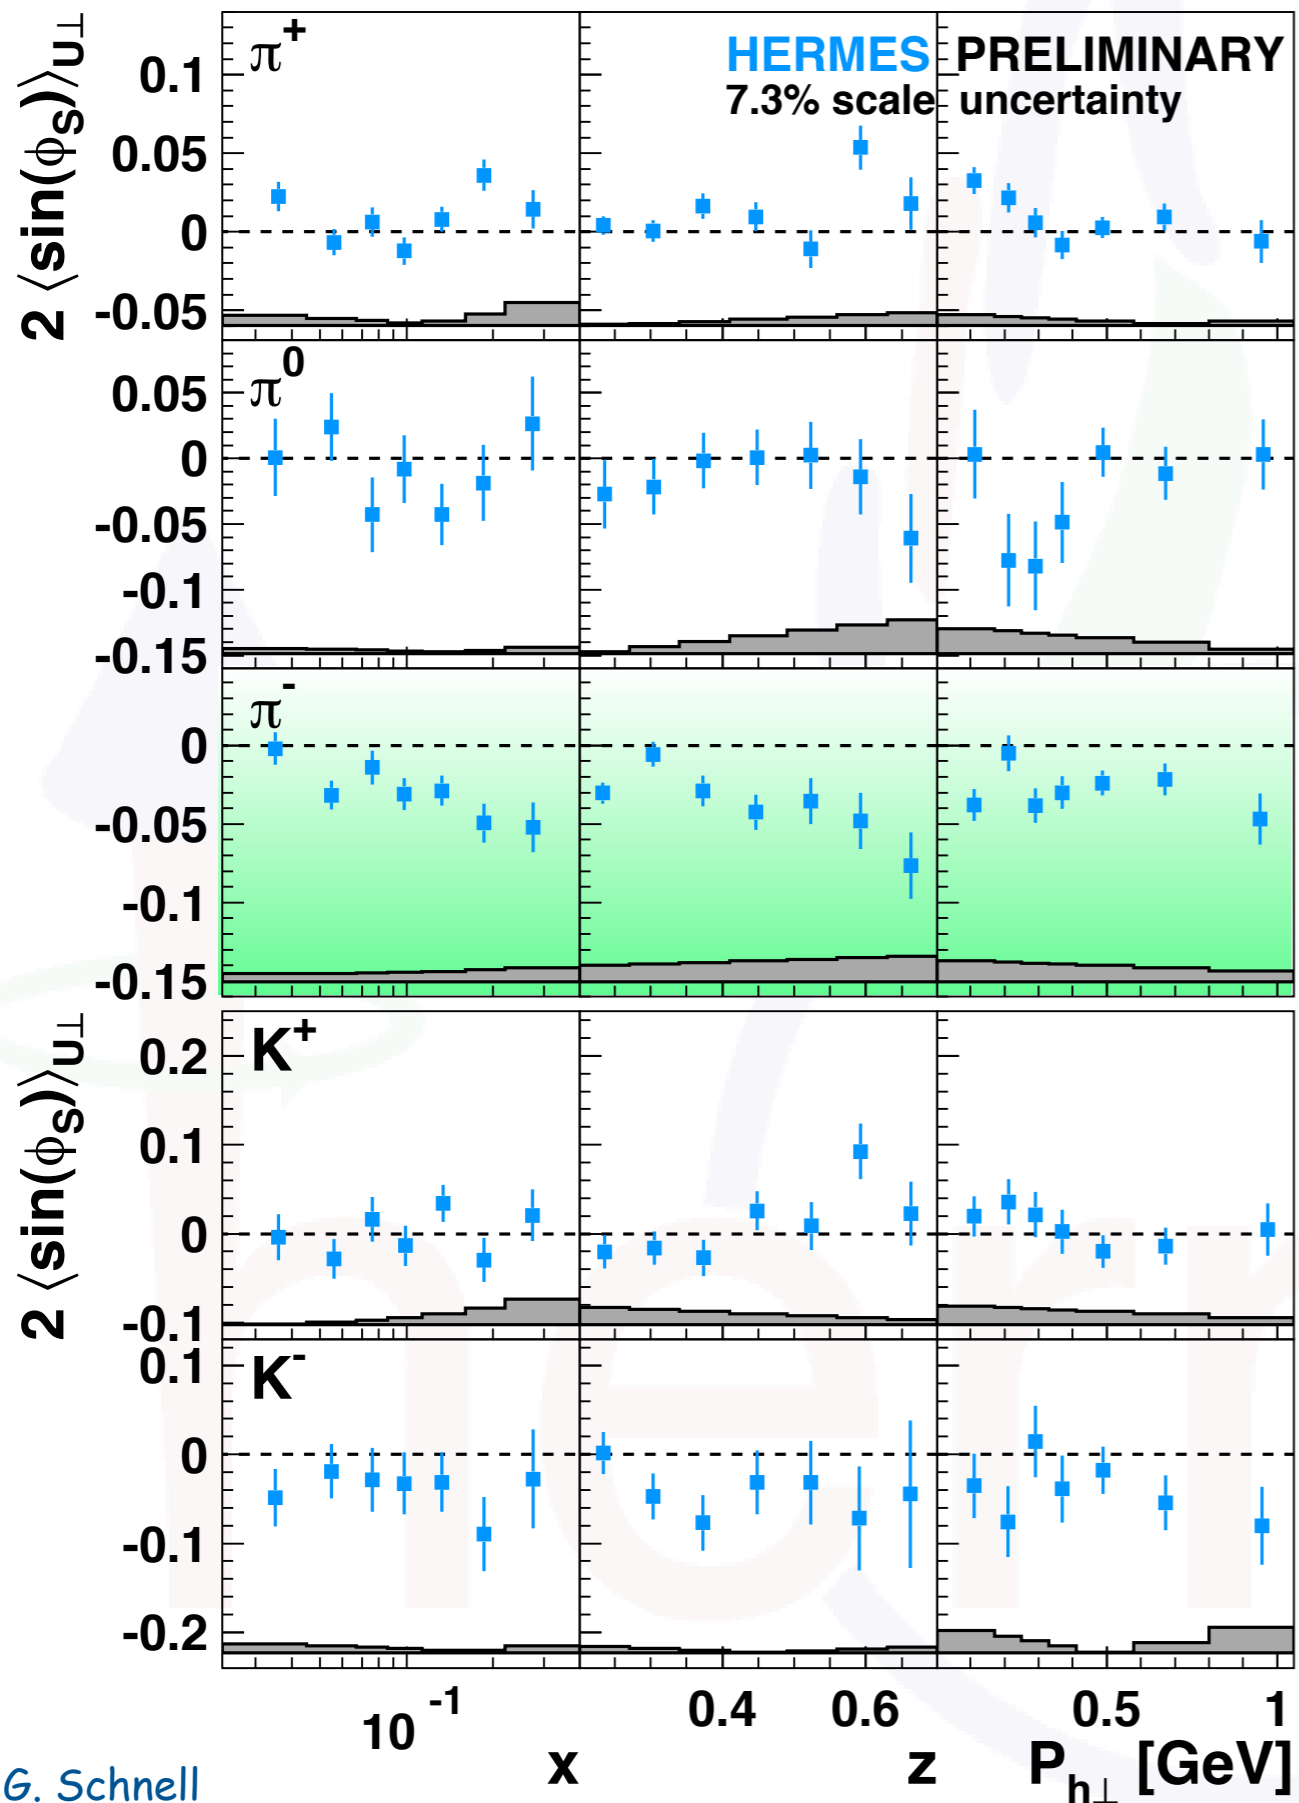 2 ⟨sin(ϕS)⟩U⊥
π+
HERMES PRELIMINARY
7.3% scale uncertainty
0.1
0.05
0
-0.05
π0
0.05
0
-0.05
-0.1
-0.15
π-
0
-0.05
-0.1
-0.15
2 ⟨sin(ϕS)⟩U⊥
K+
0.2
0.1
0
-0.1
K-
0.1
0
-0.1
-0.2
10-1
0.4 0.6
0.5 1
x
z
Ph⊥ [GeV]
G. Schnell